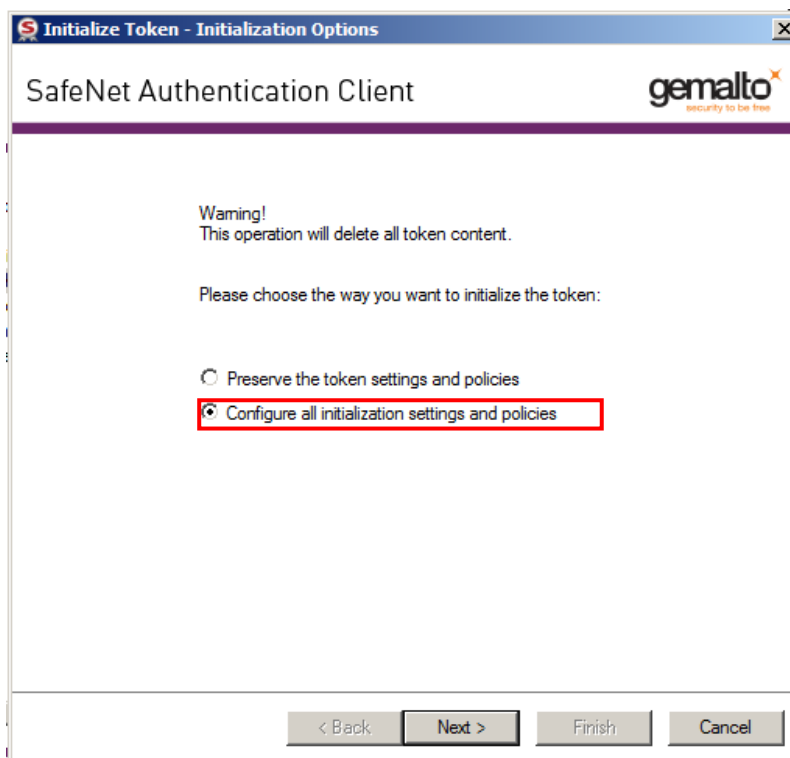 Initialize Token - Initialization Options
SafeNet Authentication Client
gemalto
security to be free
Warning!
This operation will delete all token content.
Please choose the way you want to initialize the token:
Preserve the token settings and policies
Configure all initialization settings and policies
< Back
Next >
Finish
Cancel